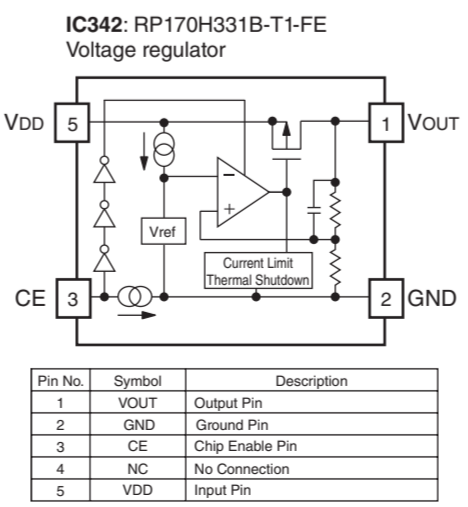 IC342: RP170H331B-T1-FE
Voltage regulator
VDD 5
1 VOUT
−
+
Vref
Current Limit
Thermal Shutdown
CE 3
2 GND
Pin No. Symbol Description
1 VOUT Output Pin
2 GND Ground Pin
3 CE Chip Enable Pin
4 NC No Connection
5 VDD Input Pin